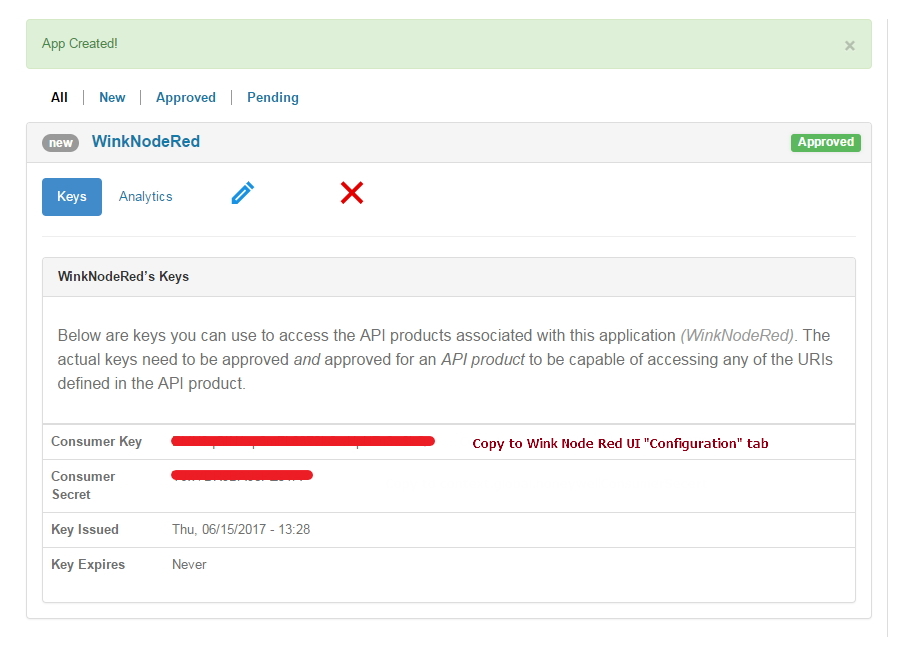 App Created! ×
All | New | Approved | Pending
new WinkNodeRed Approved
Keys Analytics
WinkNodeRed's Keys
Below are keys you can use to access the API products associated with this application (WinkNodeRed). The
actual keys need to be approved and approved for an API product to be capable of accessing any of the URIs
defined in the API product.
Consumer Key Copy to Wink Node Red UI "Configuration" tab
Consumer
Secret
Key Issued Thu, 06/15/2017 - 13:28
Key Expires Never